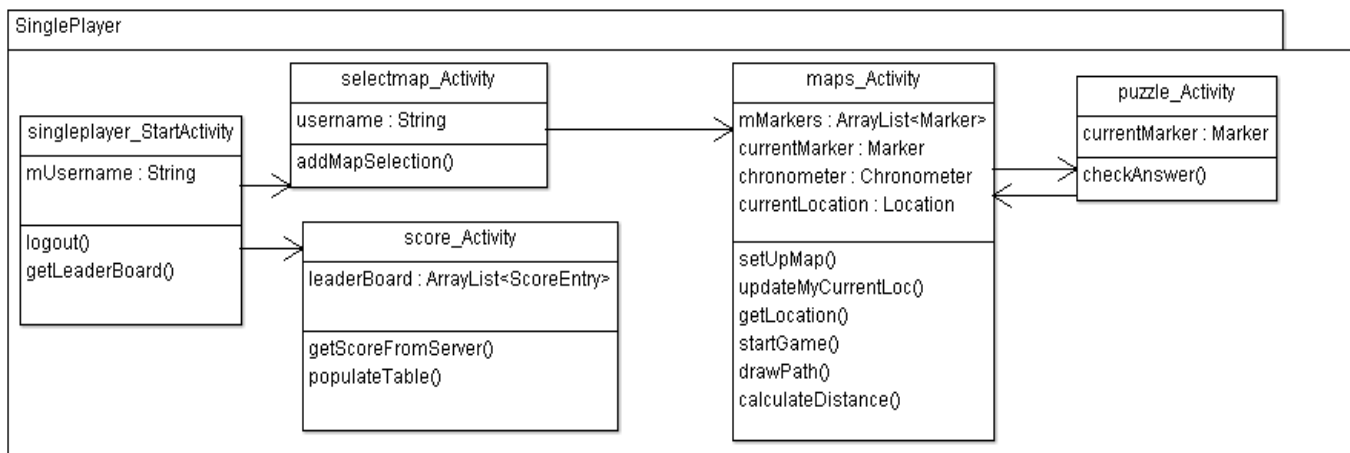 SinglePlayer
singleplayer_StartActivity
mUsername : String
logout()
getLeaderBoard()
selectmap_Activity
username : String
addMapSelection()
score_Activity
leaderBoard : ArrayList<ScoreEntry>
getScoreFromServer()
populateTable()
maps_Activity
mMarkers : ArrayList<Marker>
currentMarker : Marker
chronometer : Chronometer
currentLocation : Location
setUpMap()
updateMyCurrentLoc()
getLocation()
startGame()
drawPath()
calculateDistance()
puzzle_Activity
currentMarker : Marker
checkAnswer()